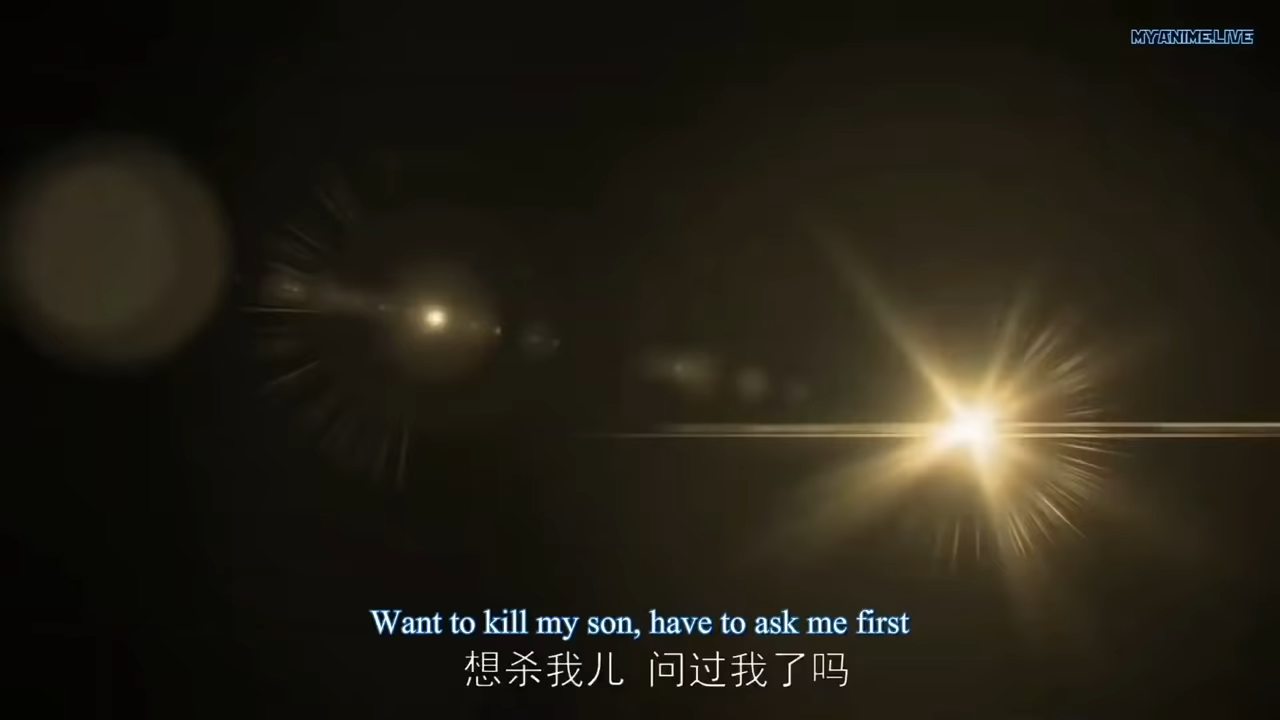 MYANIME.LIVE
Want to kill my son, have to ask me first
想杀我儿 问过我了吗